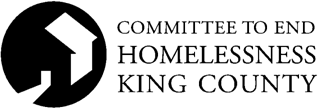 COMMITTEE TO END
HOMELESSNESS
KING COUNTY